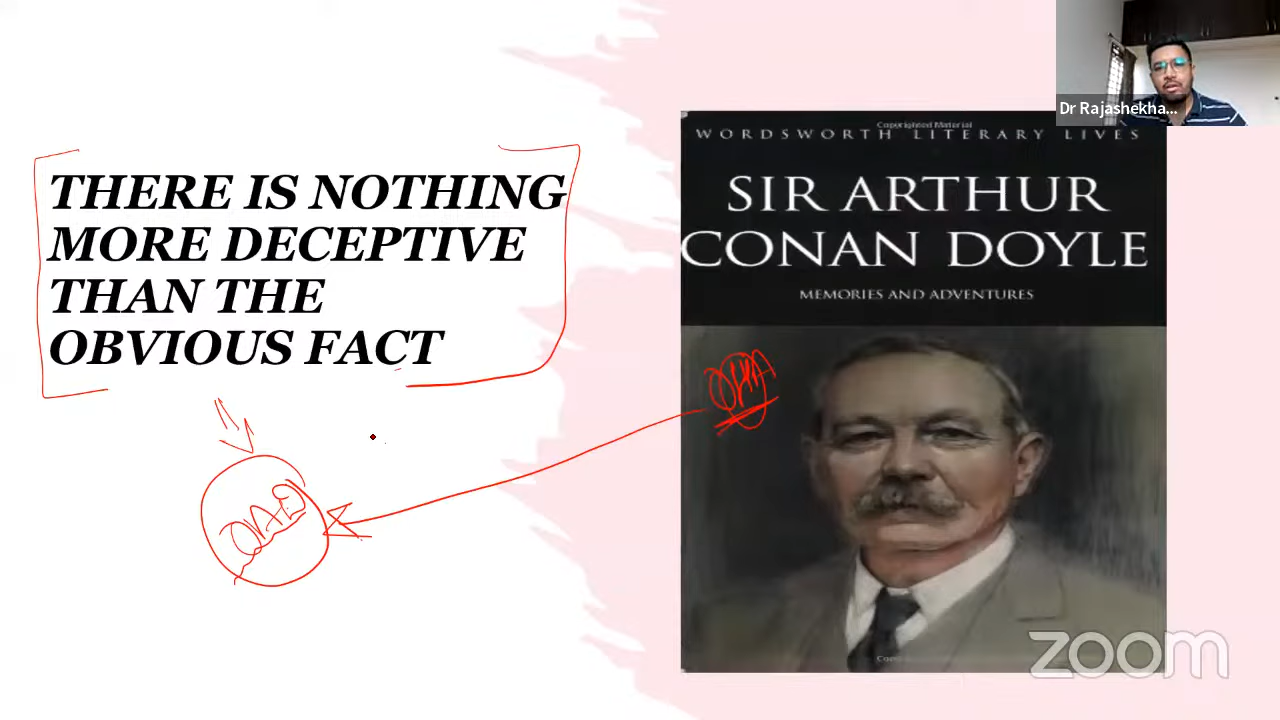 Dr Rajashekha...
Copyrighted Material
WORDSWORTH LITERARY LIVES
SIR ARTHUR
CONAN DOYLE
MEMORIES AND ADVENTURES
THERE IS NOTHING
MORE DECEPTIVE
THAN THE
OBVIOUS FACT
zoom